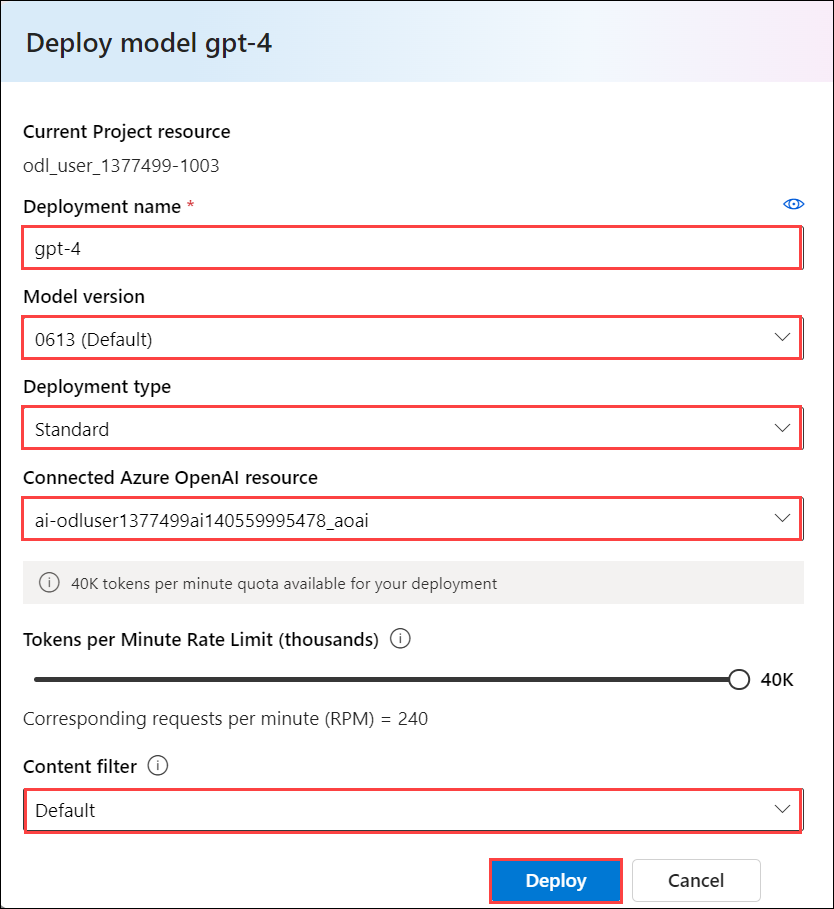 Deploy model gpt-4
Current Project resource
odl_user_1377499-1003
Deployment name *
gpt-4
Model version
0613 (Default)
Deployment type
Standard
Connected Azure OpenAI resource
ai-odluser1377499ai140559995478_aoai
40K tokens per minute quota available for your deployment
Tokens per Minute Rate Limit (thousands)
40K
Corresponding requests per minute (RPM) = 240
Content filter
Default
Deploy Cancel